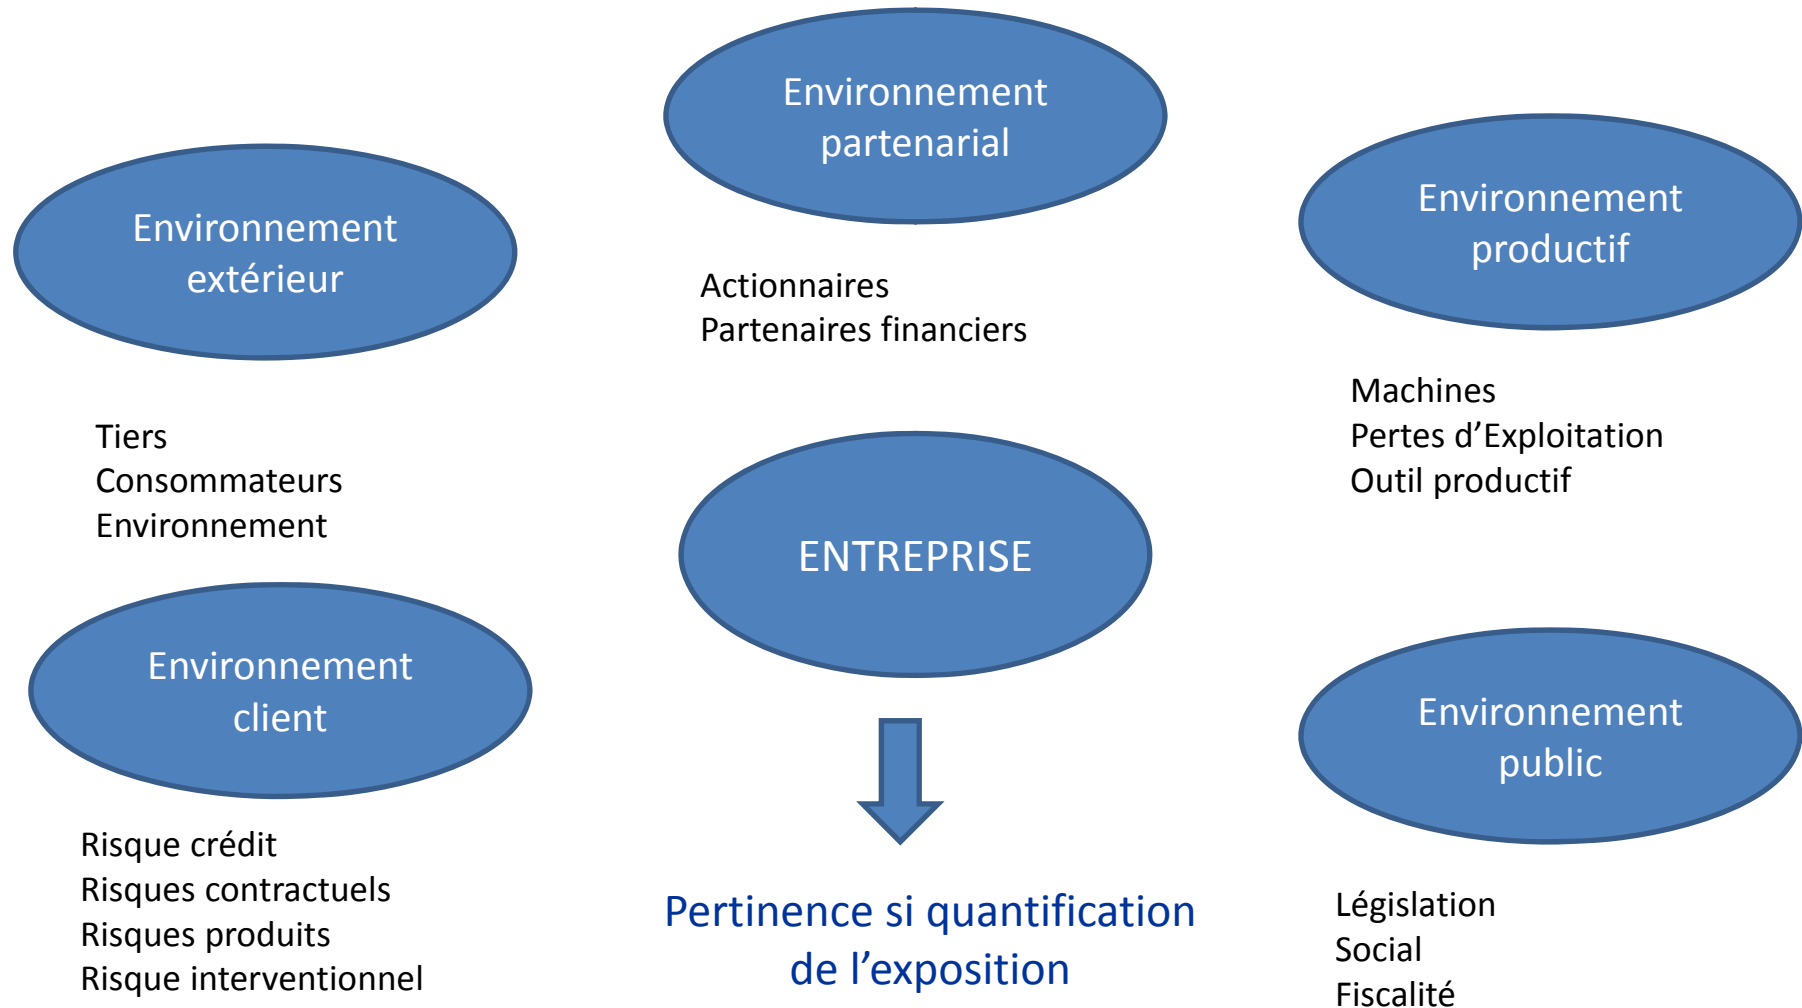 Environnement
partenarial
Actionnaires
Partenaires financiers
Environnement
extérieur
Tiers
Consommateurs
Environnement
Environnement
productif
Machines
Pertes d’Exploitation
Outil productif
ENTREPRISE
Environnement
client
Risque crédit
Risques contractuels
Risques produits
Risque interventionnel
Pertinence si quantification
de l’exposition
Environnement
public
Législation
Social
Fiscalité